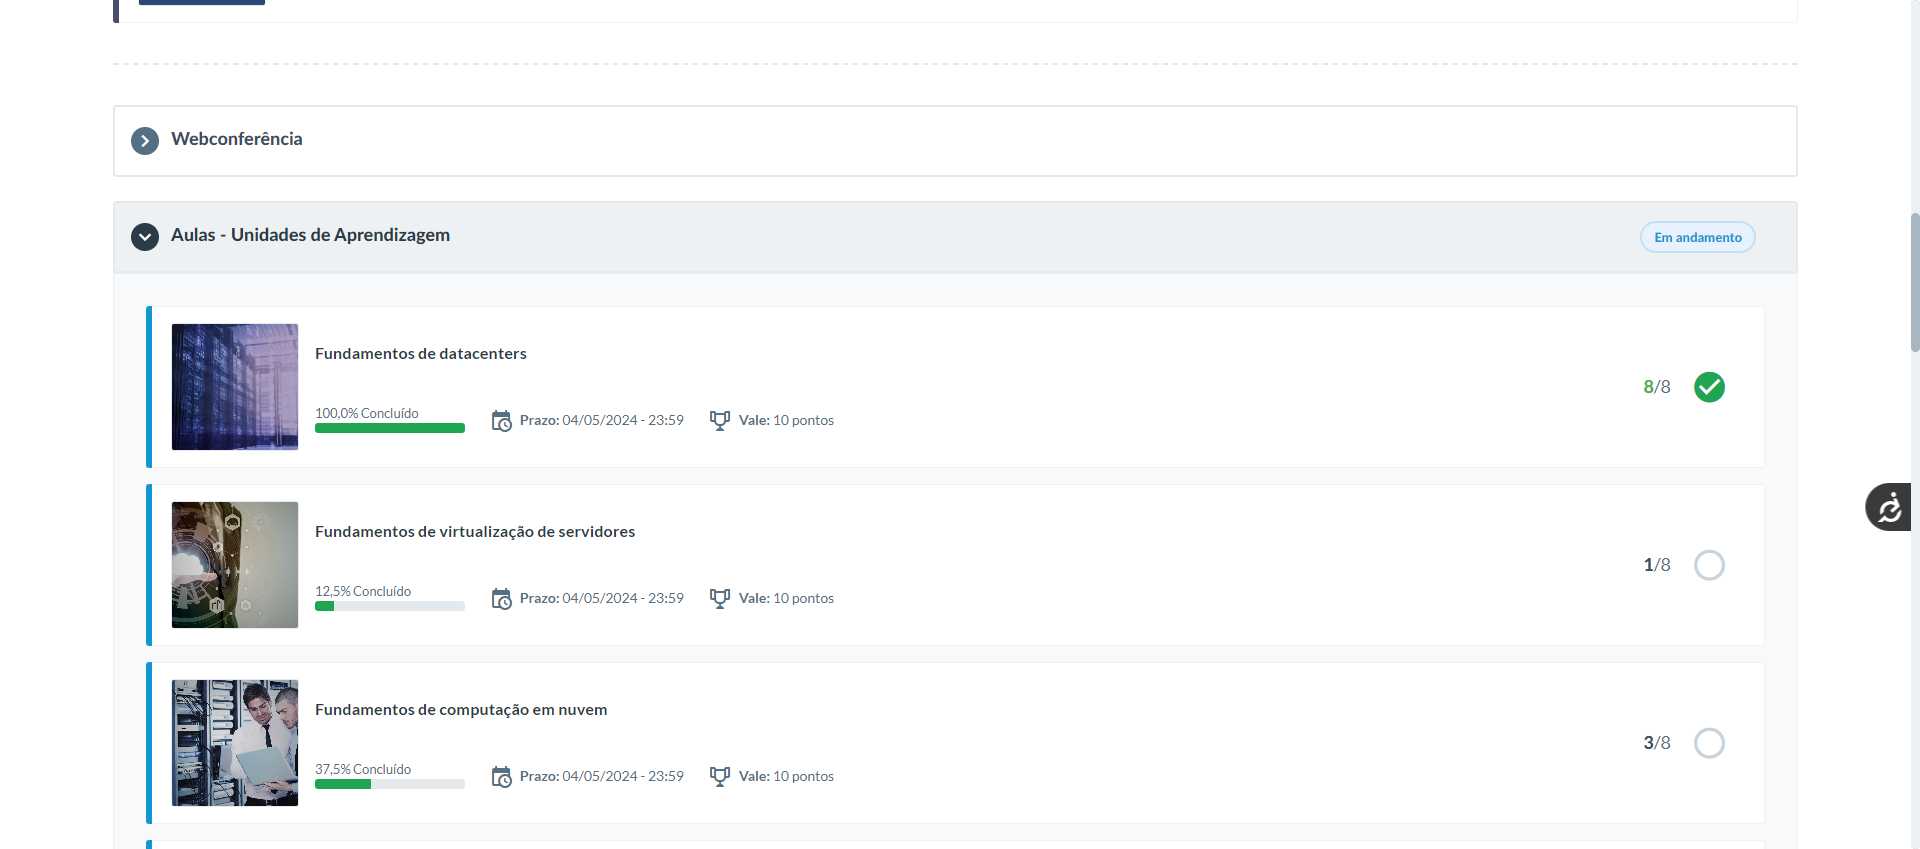 Webconferência
Aulas - Unidades de Aprendizagem
Em andamento
Fundamentos de datacenters
100,0% Concluído
Prazo: 04/05/2024 - 23:59
Vale: 10 pontos
8/8
Fundamentos de virtualização de servidores
12,5% Concluído
Prazo: 04/05/2024 - 23:59
Vale: 10 pontos
1/8
Fundamentos de computação em nuvem
37,5% Concluído
Prazo: 04/05/2024 - 23:59
Vale: 10 pontos
3/8